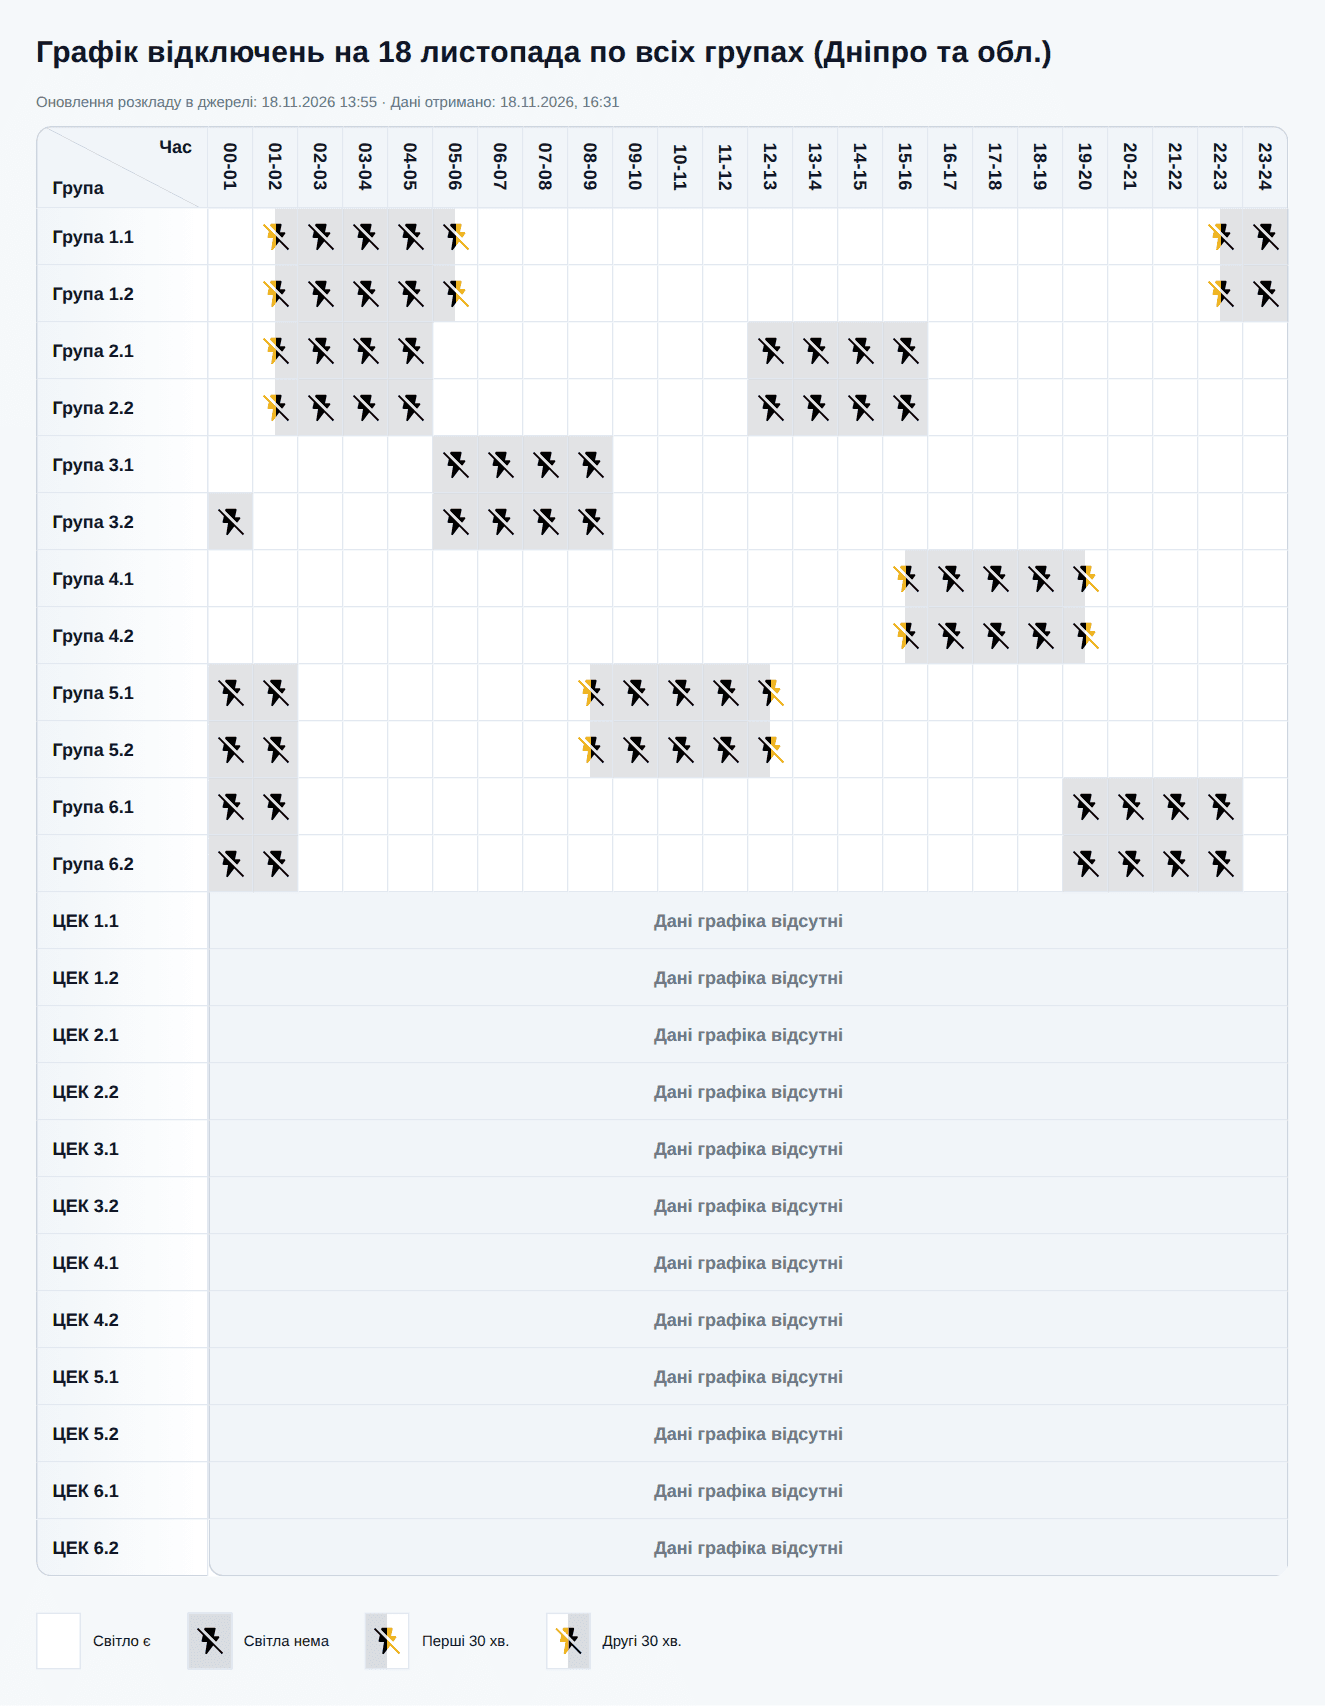 Графік відключень на 18 листопада по всіх групах (Дніпро та обл.)
Оновлення розкладу в джерелі: 18.11.2026 13:55 · Дані отримано: 18.11.2026, 16:31
Час
Група
00-01 01-02 02-03 03-04 04-05 05-06 06-07 07-08 08-09 09-10 10-11 11-12 12-13 13-14 14-15 15-16 16-17 17-18 18-19 19-20 20-21 21-22 22-23 23-24
Група 1.1
Група 1.2
Група 2.1
Група 2.2
Група 3.1
Група 3.2
Група 4.1
Група 4.2
Група 5.1
Група 5.2
Група 6.1
Група 6.2
ЦЕК 1.1 Дані графіка відсутні
ЦЕК 1.2 Дані графіка відсутні
ЦЕК 2.1 Дані графіка відсутні
ЦЕК 2.2 Дані графіка відсутні
ЦЕК 3.1 Дані графіка відсутні
ЦЕК 3.2 Дані графіка відсутні
ЦЕК 4.1 Дані графіка відсутні
ЦЕК 4.2 Дані графіка відсутні
ЦЕК 5.1 Дані графіка відсутні
ЦЕК 5.2 Дані графіка відсутні
ЦЕК 6.1 Дані графіка відсутні
ЦЕК 6.2 Дані графіка відсутні
Світло є Світла нема Перші 30 хв. Другі 30 хв.